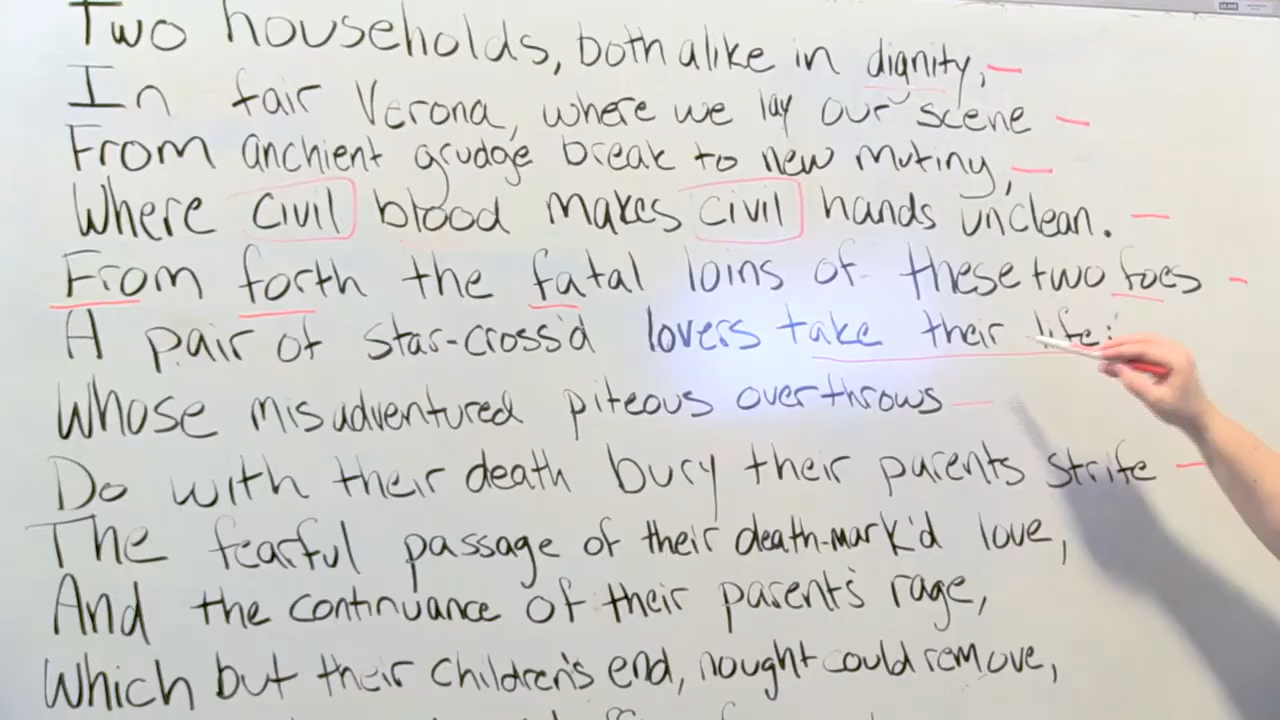 Two households, both alike in dignity,
In fair Verona, where we lay our scene
From anchient grudge break to new mutiny,
Where civil blood makes civil hands unclean.
From forth the fatal loins of these two foes
A pair of star-cross'd lovers take their life:
Whose misadventured piteous overthrows
Do with their death bury their parents strife
The fearful passage of their death-mark'd love,
And the continuance of their parent's rage,
Which but their children's end, nought could remove,